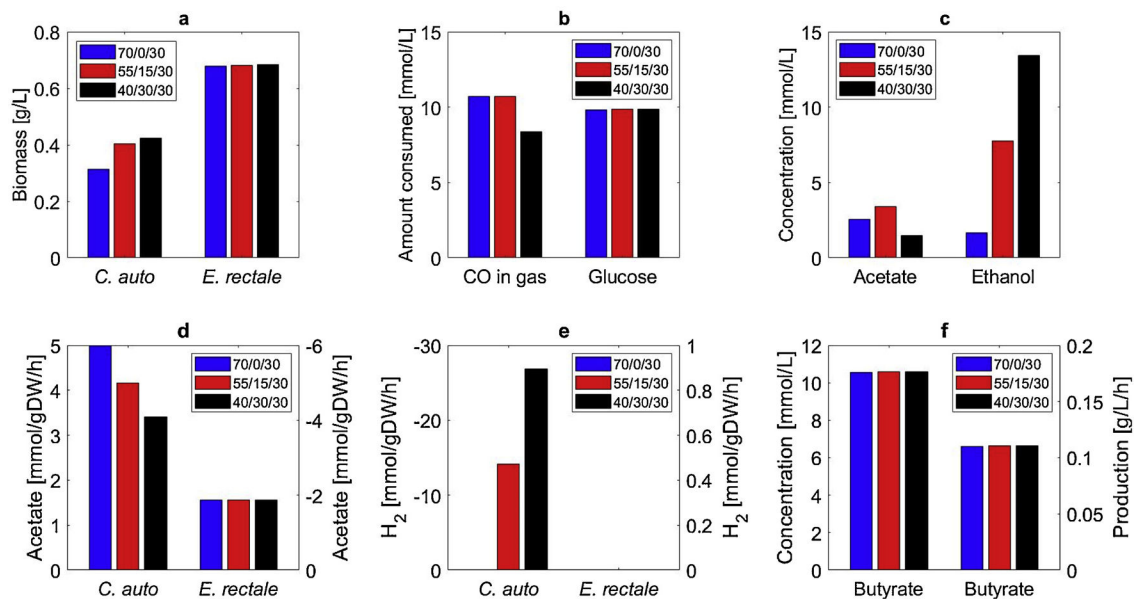 a
Biomass [g/L]
0.8
0.6
0.4
0.2
0
70/0/30
55/15/30
40/30/30
C. auto
E. rectale
b
Amount consumed [mmol/L]
15
10
5
0
70/0/30
55/15/30
40/30/30
CO in gas
Glucose
c
Concentration [mmol/L]
15
10
5
0
70/0/30
55/15/30
40/30/30
Acetate
Ethanol
d
Acetate [mmol/gDW/h]
5
4
3
2
1
0
70/0/30
55/15/30
40/30/30
-6
-4
-2
0
Acetate [mmol/gDW/h]
C. auto
E. rectale
e
H2 [mmol/gDW/h]
-30
-20
-10
0
70/0/30
55/15/30
40/30/30
1
0.8
0.6
0.4
0.2
0
H2 [mmol/gDW/h]
C. auto
E. rectale
f
Concentration [mmol/L]
12
10
8
6
4
2
0
70/0/30
55/15/30
40/30/30
0.2
0.15
0.1
0.05
0
Production [g/L/h]
Butyrate
Butyrate